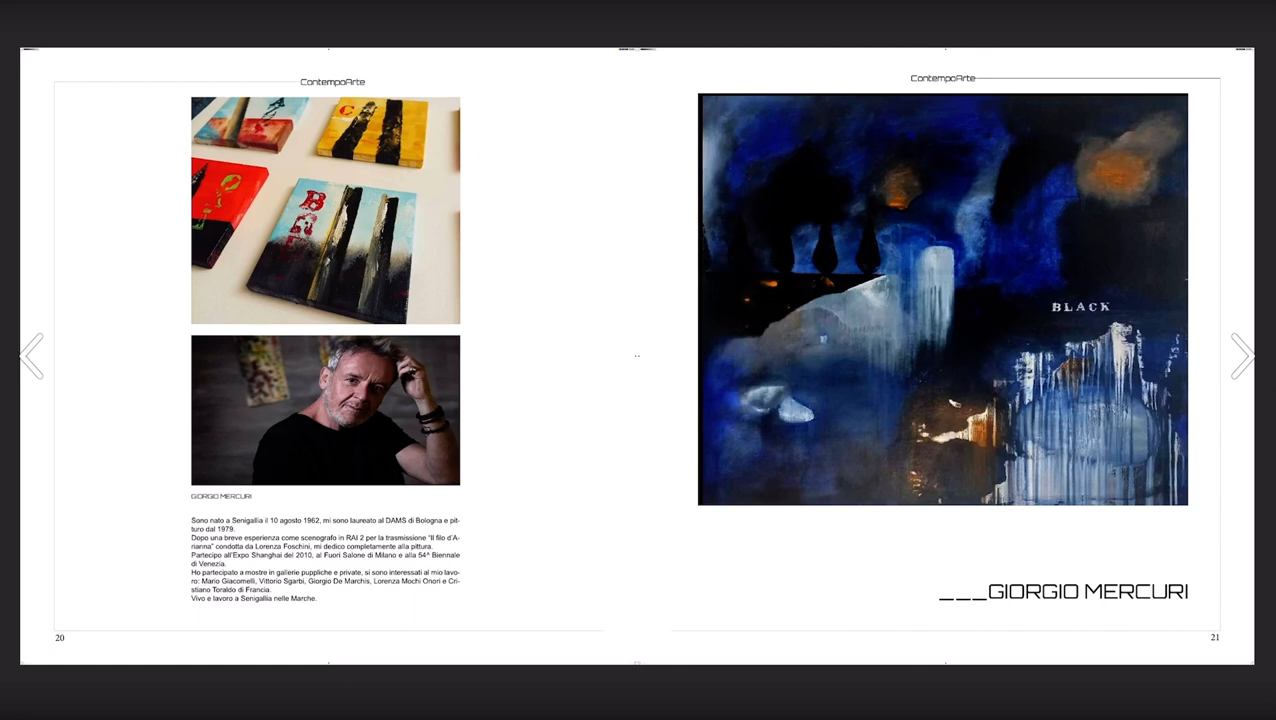 ContempoArte
C
BAR
GIORGIO MERCURI
Sono nato a Senigallia il 10 agosto 1962, mi sono laureato al DAMS di Bologna e pit-
turo dal 1979.
Dopo una breve esperienza come scenografo in RAI 2 per la trasmissione "Il filo d'A-
rianna" condotta da Lorenza Foschini, mi dedico completamente alla pittura.
Partecipo all'Expo Shanghai del 2010, al Fuori Salone di Milano e alla 54^ Biennale
di Venezia.
Ho partecipato a mostre in gallerie puppliche e private, si sono interessati al mio lavo-
ro: Mario Giacomelli, Vittorio Sgarbi, Giorgio De Marchis, Lorenza Mochi Onori e Cri-
stiano Toraldo di Francia.
Vivo e lavoro a Senigallia nelle Marche.
20
ContempoArte
BLACK
___GIORGIO MERCURI
21